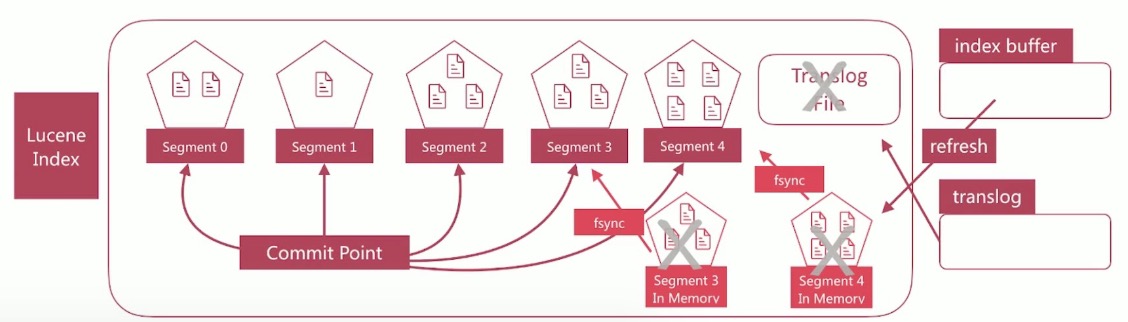 Lucene
Index
Segment 0
Segment 1
Segment 2
Segment 3
Segment 4
Translog
File
index buffer
refresh
translog
fsync
fsync
Commit Point
Segment 3
In Memory
Segment 4
In Memory